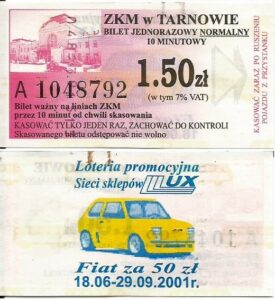 ZKM w TARNOWIE
BILET JEDNORAZOWY NORMALNY
10 MINUTOWY
1.50 zł
(w tym 7% VAT)
A 1048792
Bilet ważny na liniach ZKM
przez 10 minut od chwili skasowania
KASOWAĆ TYLKO JEDEN RAZ, ZACHOWAĆ DO KONTROLI
Skasowanego biletu odstępować nie wolno
KASOWAĆ ZARAZ PO RUSZENIU
POJAZDU Z PRZYSTANKU
Loteria promocyjna
Sieci sklepów LUX
Fiat za 50 zł
18.06-29.09.2001r.